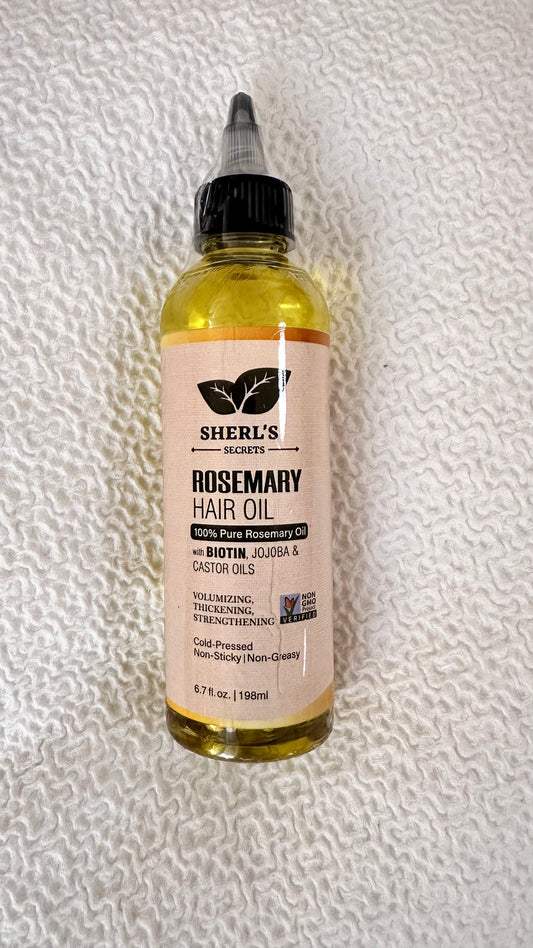 SHERL'S
SECRETS
ROSEMARY
HAIR OIL
100% Pure Rosemary Oil
with BIOTIN, JOJOBA &
CASTOR OILS
VOLUMIZING,
THICKENING,
STRENGTHENING
NON
GMO
Project
VERIFIED
Cold-Pressed
Non-Sticky | Non-Greasy
6.7 fl. oz. | 198ml